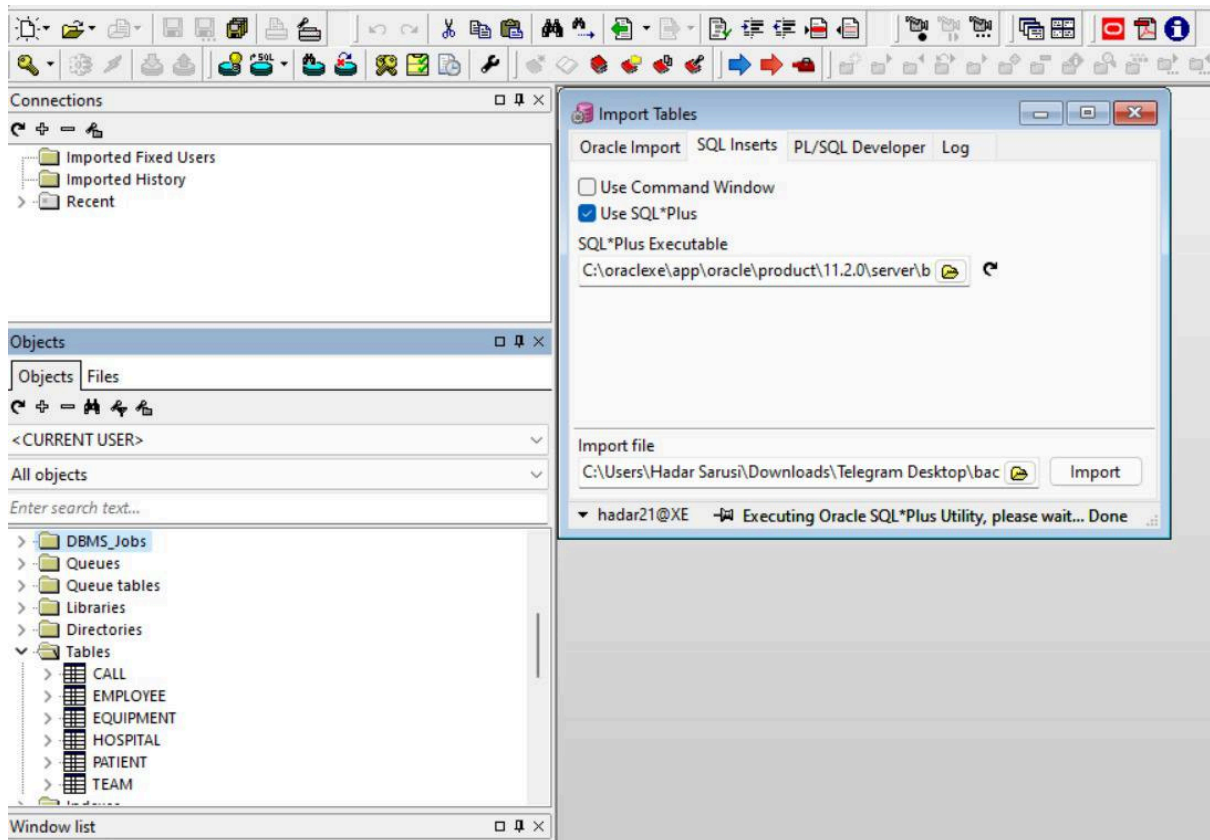 SQL
Connections
Imported Fixed Users
Imported History
Recent
Objects
Objects Files
<CURRENT USER>
All objects
Enter search text...
DBMS_Jobs
Queues
Queue tables
Libraries
Directories
Tables
CALL
EMPLOYEE
EQUIPMENT
HOSPITAL
PATIENT
TEAM
Window list
Import Tables
Oracle Import SQL Inserts PL/SQL Developer Log
Use Command Window
Use SQL*Plus
SQL*Plus Executable
C:\oraclexe\app\oracle\product\11.2.0\server\b
Import file
C:\Users\Hadar Sarusi\Downloads\Telegram Desktop\bac Import
hadar21@XE Executing Oracle SQL*Plus Utility, please wait... Done